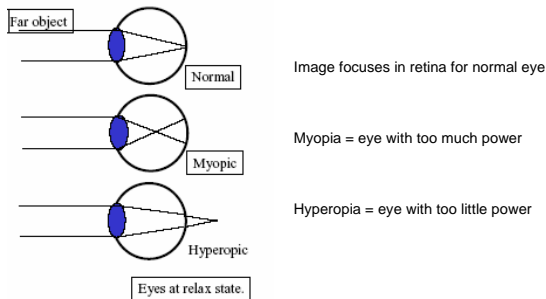 Far object
Normal
Image focuses in retina for normal eye
Myopic
Myopia = eye with too much power
Hyperopic
Hyperopia = eye with too little power
Eyes at relax state.